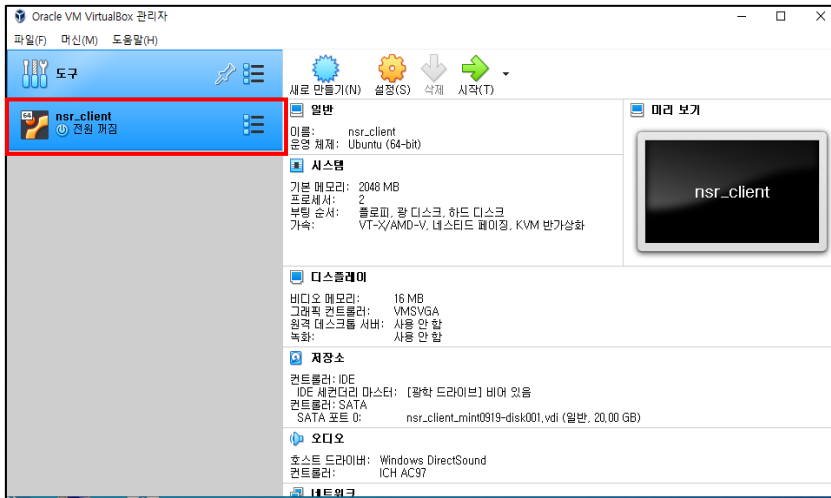 Oracle VM VirtualBox 관리자
파일(F) 머신(M) 도움말(H)
도구
새로 만들기(N) 설정(S) 삭제 시작(T)
64
nsr_client
전원 꺼짐
일반
이름: nsr_client
운영 체제: Ubuntu (64-bit)
미리 보기
nsr_client
시스템
기본 메모리: 2048 MB
프로세서: 2
부팅 순서: 플로피, 광 디스크, 하드 디스크
가속: VT-X/AMD-V, 네스티드 페이징, KVM 반가상화
디스플레이
비디오 메모리: 16 MB
그래픽 컨트롤러: VMSVGA
원격 데스크톱 서버: 사용 안 함
녹화: 사용 안 함
저장소
컨트롤러: IDE
IDE 세컨더리 마스터: [광학 드라이브] 비어 있음
컨트롤러: SATA
SATA 포트 0: nsr_client_mint0919-disk001.vdi (일반, 20,00 GB)
오디오
호스트 드라이버: Windows DirectSound
컨트롤러: ICH AC97
네트워크